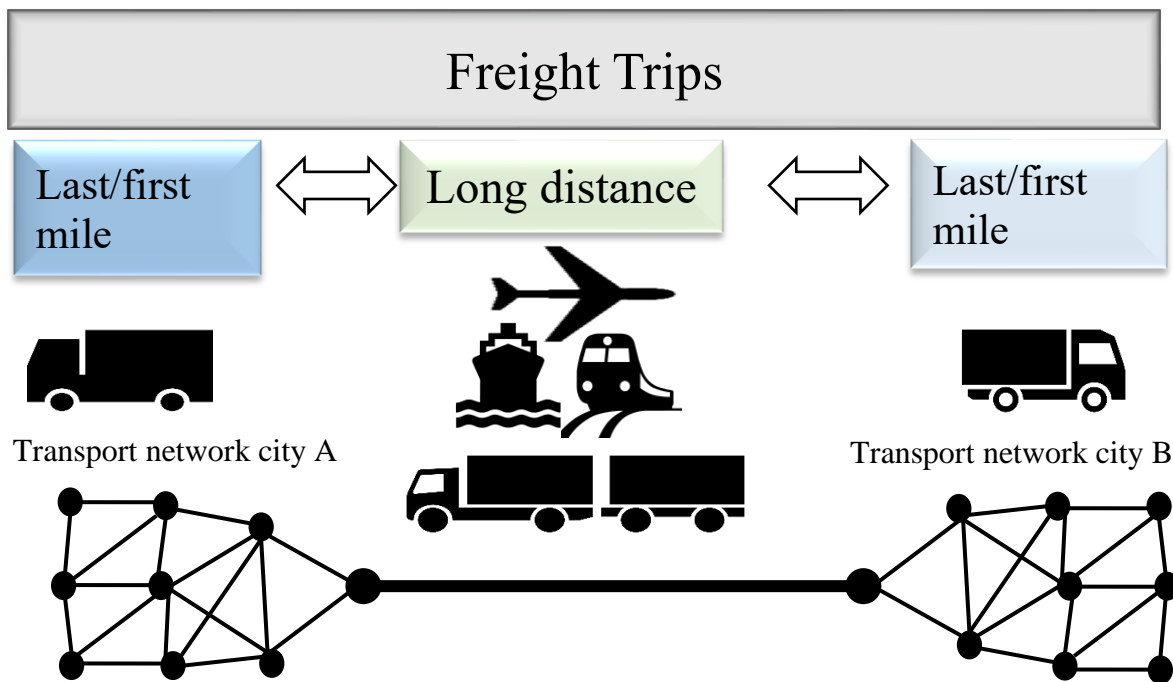 Freight Trips
Last/first
mile
Long distance
Last/first
mile
Transport network city A
Transport network city B